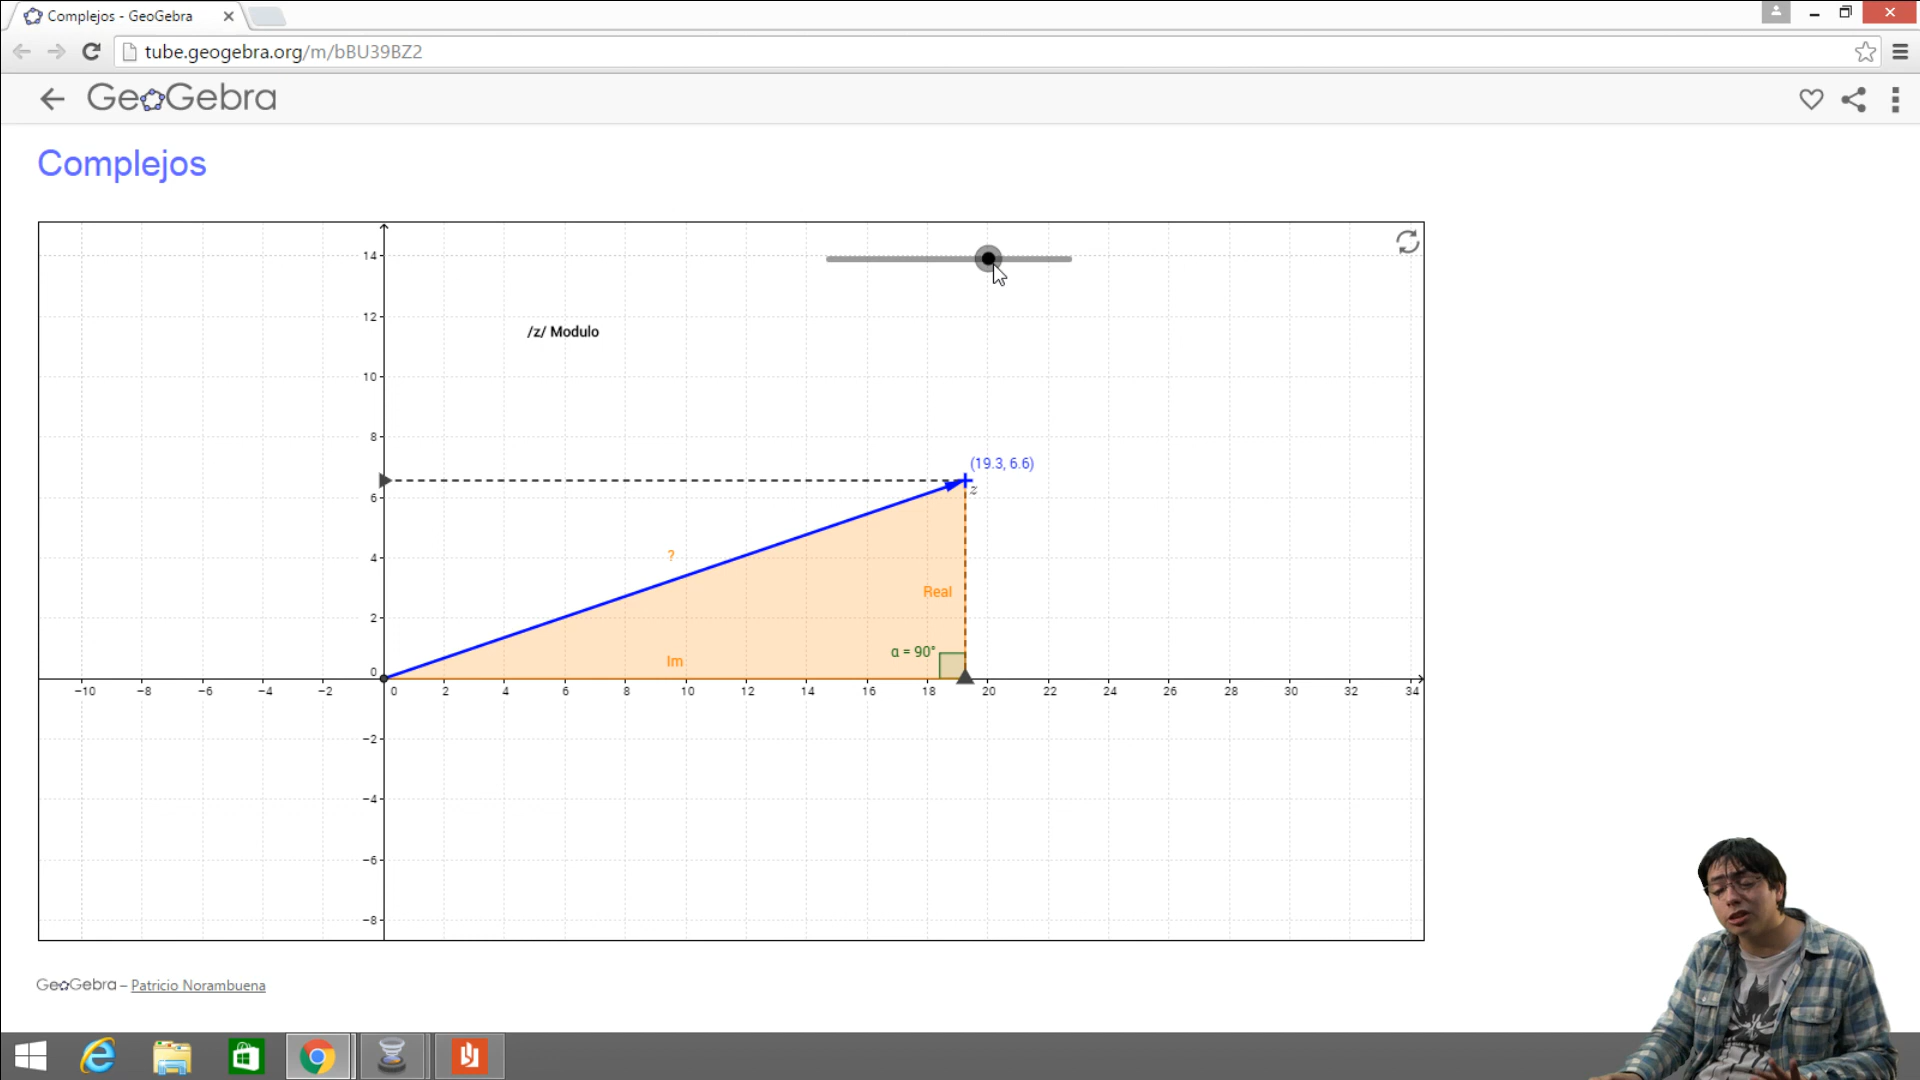 Complejos - GeoGebra
tube.geogebra.org/m/bBU39BZ2
GeoGebra
Complejos
14
12
/z/ Modulo
10
8
(19.3, 6.6)
z
6
?
4
Real
2
α = 90°
Im
0
−10 −8 −6 −4 −2 0 2 4 6 8 10 12 14 16 18 20 22 24 26 28 30 32 34
−2
−4
−6
−8
GeoGebra – Patricio Norambuena